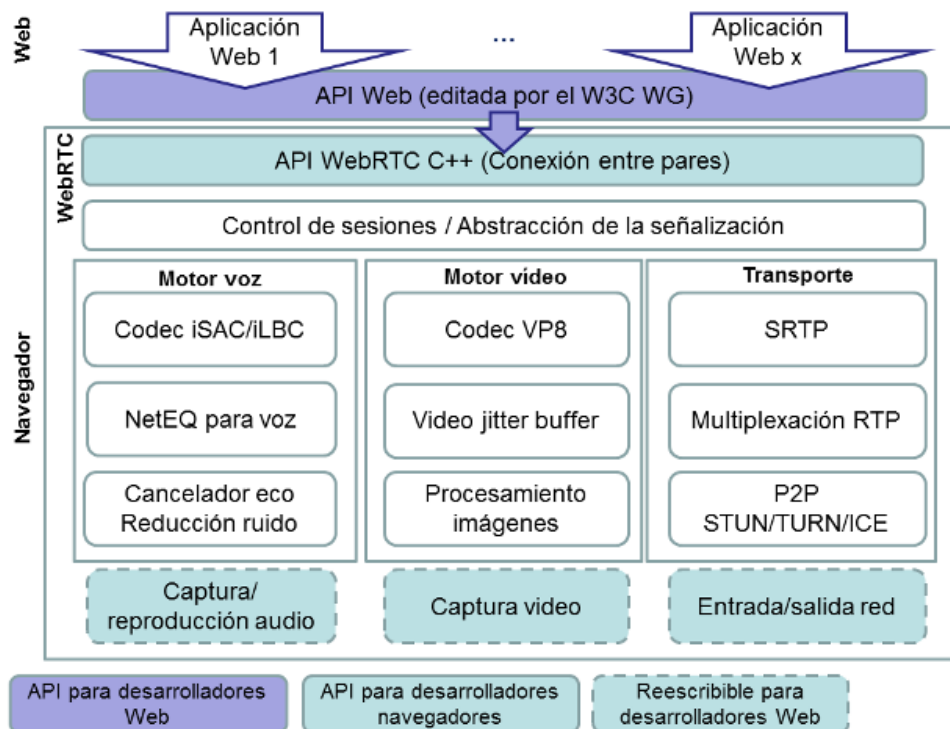 Web
Aplicación
Web 1
...
Aplicación
Web x
API Web (editada por el W3C WG)
Navegador
WebRTC
API WebRTC C++ (Conexión entre pares)
Control de sesiones / Abstracción de la señalización
Motor voz
Codec iSAC/iLBC
NetEQ para voz
Cancelador eco
Reducción ruido
Captura/
reproducción audio
Motor vídeo
Codec VP8
Video jitter buffer
Procesamiento
imágenes
Captura video
Transporte
SRTP
Multiplexación RTP
P2P
STUN/TURN/ICE
Entrada/salida red
API para desarrolladores
Web
API para desarrolladores
navegadores
Reescribible para
desarrolladores Web